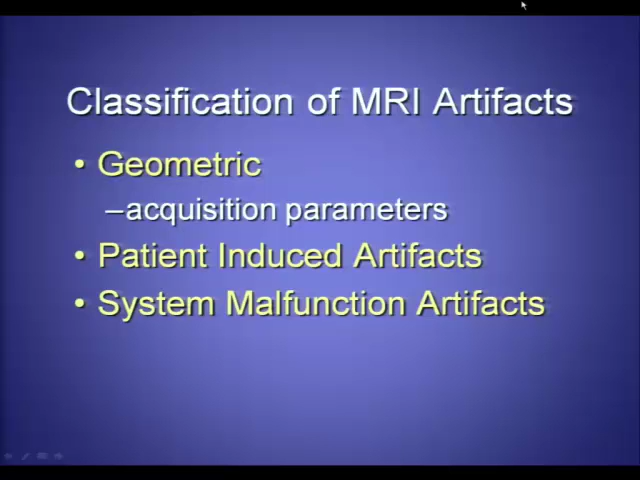 Classification of MRI Artifacts
• Geometric
–acquisition parameters
• Patient Induced Artifacts
• System Malfunction Artifacts